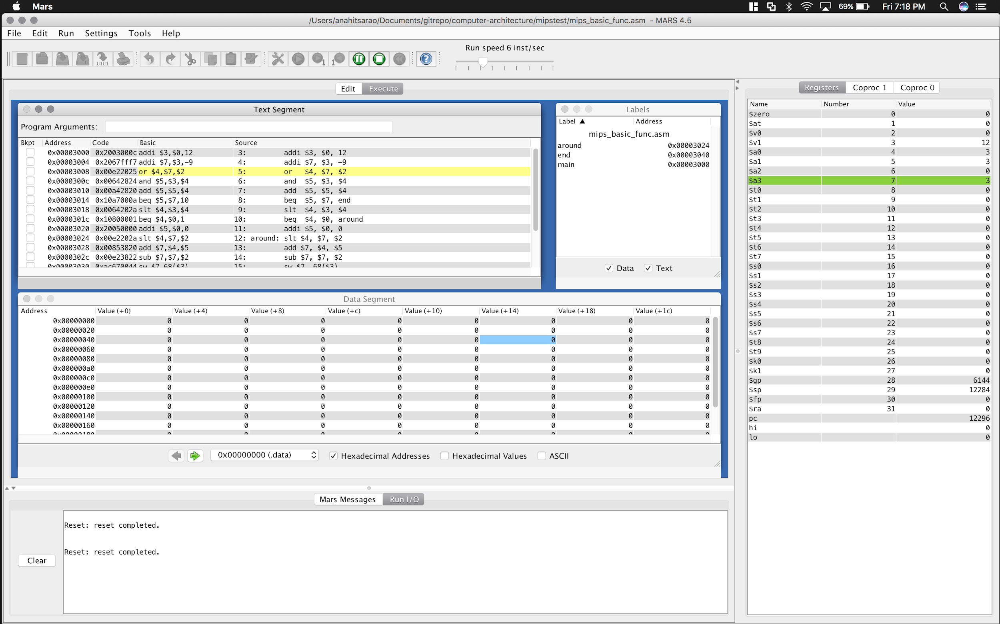 Mars 69% Fri 7:18 PM
/Users/anahitsarao/Documents/gitrepo/computer-architecture/mipstest/mips_basic_func.asm - MARS 4.5
File Edit Run Settings Tools Help
Run speed 6 inst/sec
0101 1 1
Edit Execute
Text Segment
Program Arguments:
Bkpt Address Code Basic Source
0x00003000 0x2003000c addi $3,$0,12 3: addi $3, $0, 12
0x00003004 0x2067fff7 addi $7,$3,-9 4: addi $7, $3, -9
0x00003008 0x00e22025 or $4,$7,$2 5: or $4, $7, $2
0x0000300c 0x00642824 and $5,$3,$4 6: and $5, $3, $4
0x00003010 0x00a42820 add $5,$5,$4 7: add $5, $5, $4
0x00003014 0x10a7000a beq $5,$7,10 8: beq $5, $7, end
0x00003018 0x0064202a slt $4,$3,$4 9: slt $4, $3, $4
0x0000301c 0x10800001 beq $4,$0,1 10: beq $4, $0, around
0x00003020 0x20050000 addi $5,$0,0 11: addi $5, $0, 0
0x00003024 0x00e2202a slt $4,$7,$2 12: around: slt $4, $7, $2
0x00003028 0x00853820 add $7,$4,$5 13: add $7, $4, $5
0x0000302c 0x00e23822 sub $7,$7,$2 14: sub $7, $7, $2
0x00003030 0xac670044 sw $7,68($3) 15: sw $7, 68($3)
Labels
Label ▲ Address
mips_basic_func.asm
around 0x00003024
end 0x00003040
main 0x00003000
Data Text
Data Segment
Address Value (+0) Value (+4) Value (+8) Value (+c) Value (+10) Value (+14) Value (+18) Value (+1c)
0x00000000 0 0 0 0 0 0 0 0
0x00000020 0 0 0 0 0 0 0 0
0x00000040 0 0 0 0 0 0 0 0
0x00000060 0 0 0 0 0 0 0 0
0x00000080 0 0 0 0 0 0 0 0
0x000000a0 0 0 0 0 0 0 0 0
0x000000c0 0 0 0 0 0 0 0 0
0x000000e0 0 0 0 0 0 0 0 0
0x00000100 0 0 0 0 0 0 0 0
0x00000120 0 0 0 0 0 0 0 0
0x00000140 0 0 0 0 0 0 0 0
0x00000160 0 0 0 0 0 0 0 0
0x00000180 0 0 0 0 0 0 0 0
0x00000000 (.data) Hexadecimal Addresses Hexadecimal Values ASCII
Mars Messages Run I/O
Reset: reset completed.
Reset: reset completed.
Clear
Registers Coproc 1 Coproc 0
Name Number Value
$zero 0 0
$at 1 0
$v0 2 0
$v1 3 12
$a0 4 3
$a1 5 3
$a2 6 0
$a3 7 3
$t0 8 0
$t1 9 0
$t2 10 0
$t3 11 0
$t4 12 0
$t5 13 0
$t6 14 0
$t7 15 0
$s0 16 0
$s1 17 0
$s2 18 0
$s3 19 0
$s4 20 0
$s5 21 0
$s6 22 0
$s7 23 0
$t8 24 0
$t9 25 0
$k0 26 0
$k1 27 0
$gp 28 6144
$sp 29 12284
$fp 30 0
$ra 31 0
pc 12296
hi 0
lo 0